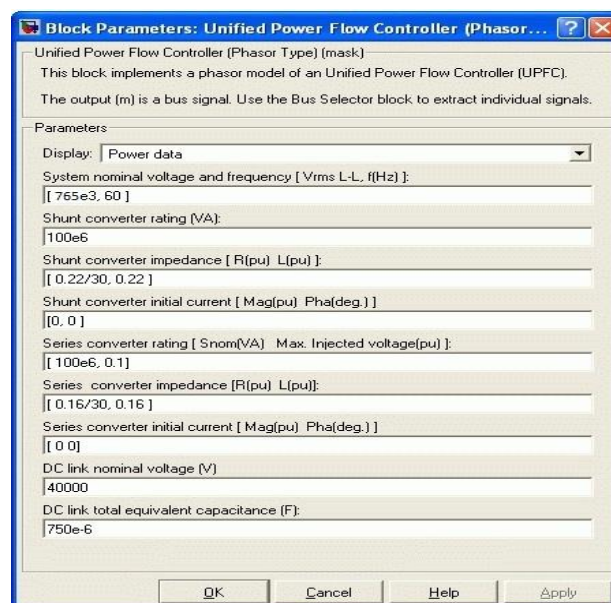 Block Parameters: Unified Power Flow Controller (Phasor...
Unified Power Flow Controller (Phasor Type) (mask)
This block implements a phasor model of an Unified Power Flow Controller (UPFC).
The output (m) is a bus signal. Use the Bus Selector block to extract individual signals.
Parameters
Display: Power data
System nominal voltage and frequency [ Vrms L-L, f(Hz) ]:
[ 765e3, 60 ]
Shunt converter rating (VA):
100e6
Shunt converter impedance [ R(pu) L(pu) ]:
[ 0.22/30, 0.22 ]
Shunt converter initial current [ Mag(pu) Pha(deg.) ]
[0, 0 ]
Series converter rating [ Snom(VA) Max. Injected voltage(pu) ]:
[ 100e6, 0.1]
Series converter impedance [R(pu) L(pu)]:
[ 0.16/30, 0.16 ]
Series converter initial current [ Mag(pu) Pha(deg.) ]
[ 0 0]
DC link nominal voltage (V)
40000
DC link total equivalent capacitance (F):
750e-6
OK Cancel Help Apply